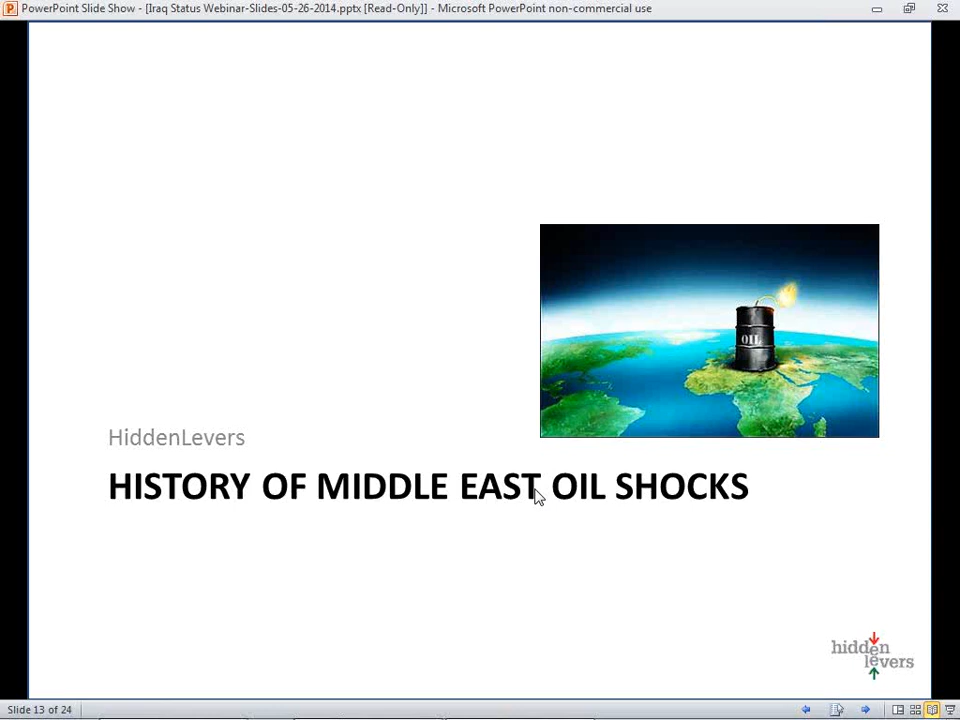 PowerPoint Slide Show - [Iraq Status Webinar-Slides-05-26-2014.pptx [Read-Only]] - Microsoft PowerPoint non-commercial use
OIL
HiddenLevers
HISTORY OF MIDDLE EAST OIL SHOCKS
hidden
levers
Slide 13 of 24